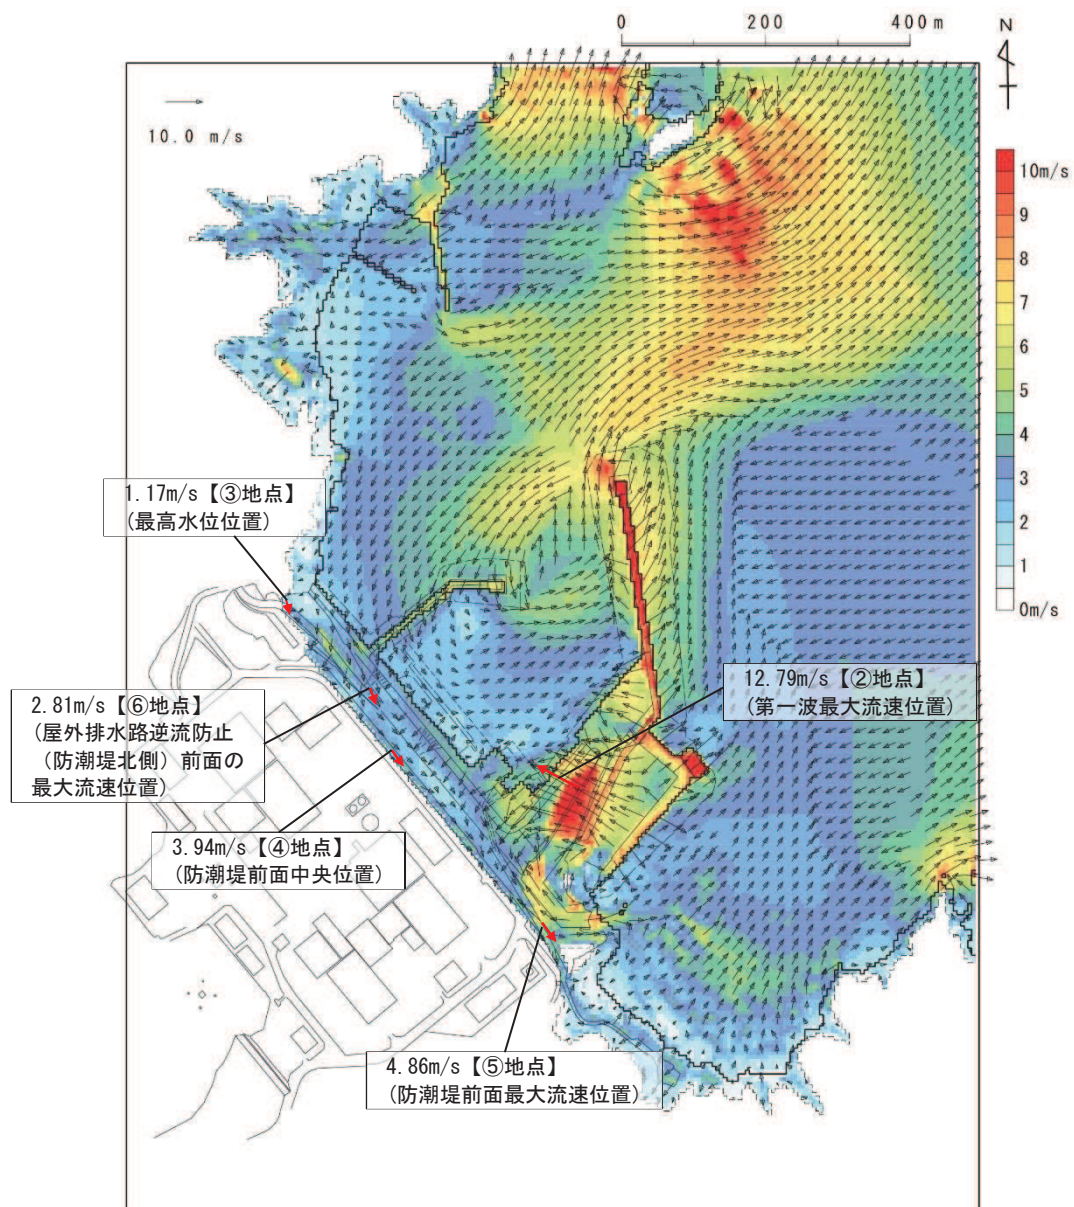 0 200 400m
N
10.0 m/s
10m/s
9
8
7
6
5
4
3
2
1
0m/s
1.17m/s【③地点】
(最高水位位置)
12.79m/s【②地点】
(第一波最大流速位置)
2.81m/s【⑥地点】
(屋外排水路逆流防止
(防潮堤北側) 前面の
最大流速位置)
3.94m/s【④地点】
(防潮堤前面中央位置)
4.86m/s【⑤地点】
(防潮堤前面最大流速位置)